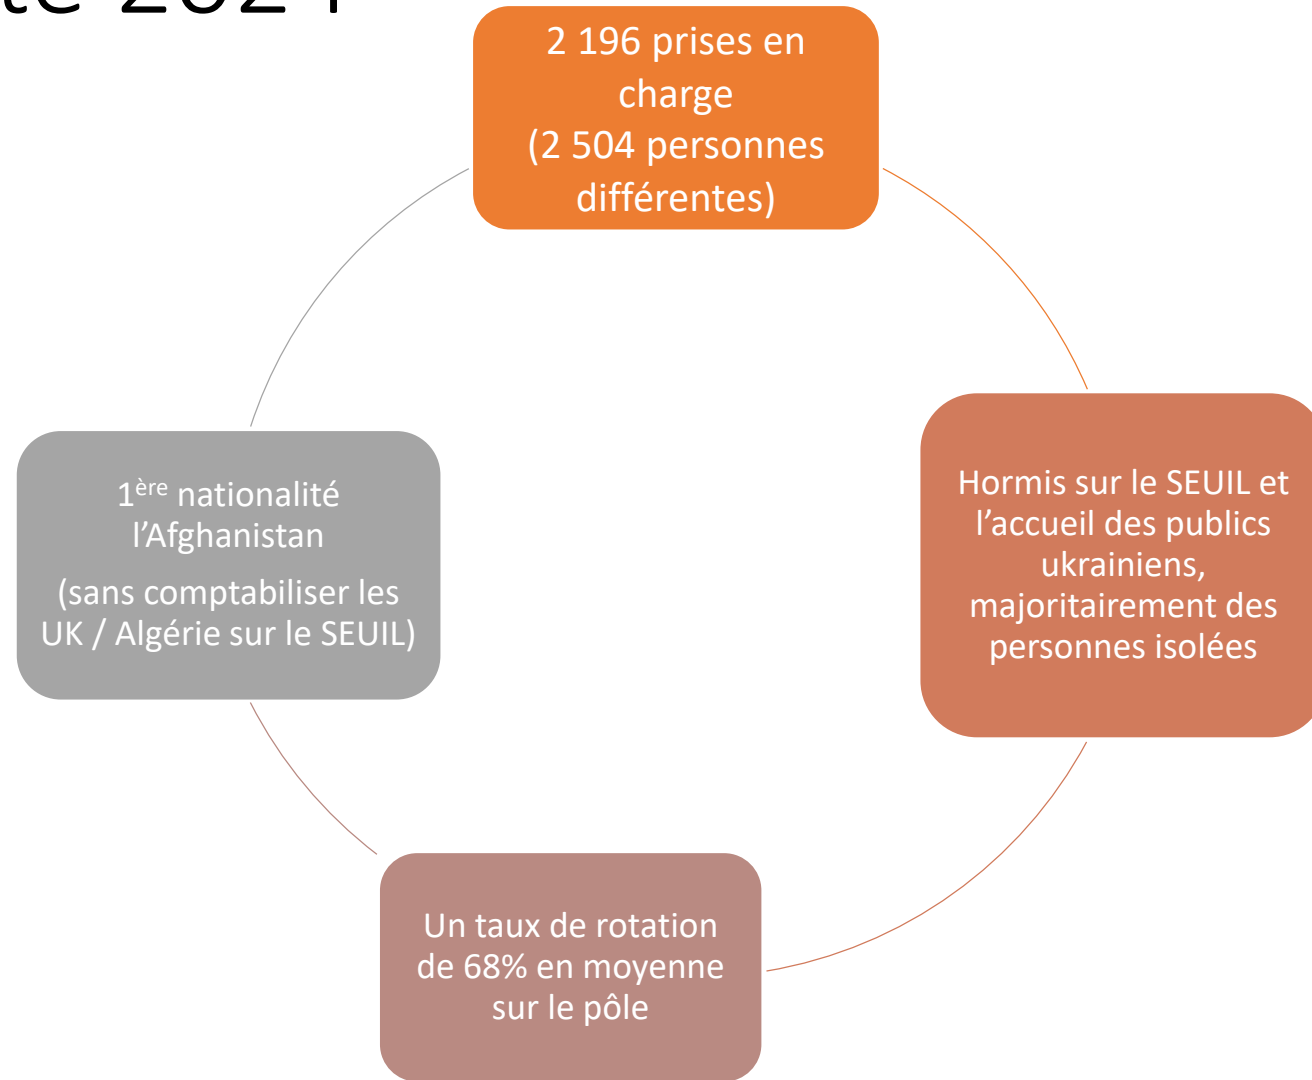 2024
2 196 prises en
charge
(2 504 personnes
différentes)
Hormis sur le SEUIL et
l’accueil des publics
ukrainiens,
majoritairement des
personnes isolées
Un taux de rotation
de 68% en moyenne
sur le pôle
1ère nationalité
l’Afghanistan
(sans comptabiliser les
UK / Algérie sur le SEUIL)